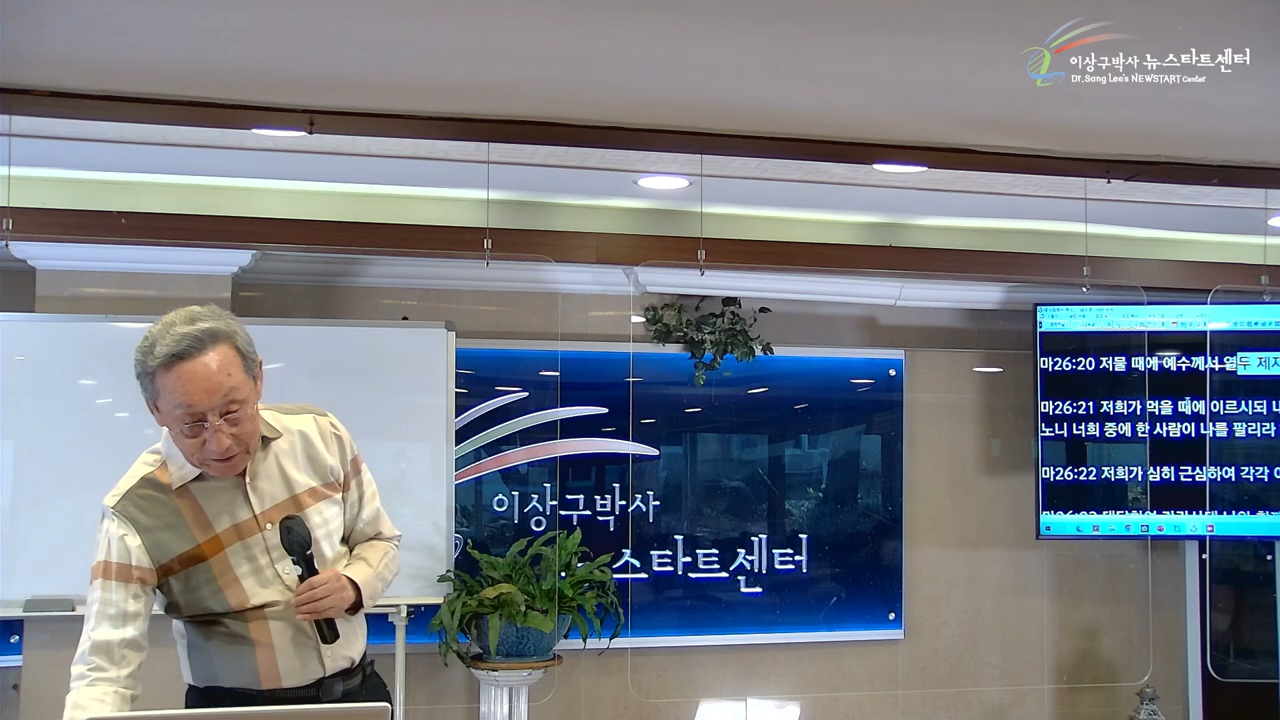 이상구박사 뉴스타트센터
Dr. Sang Lee's NEWSTART Center
마26:20 저물 때에 예수께서 열두 제자
마26:21 저희가 먹을 때에 이르시되
노니 너희 중에 한 사람이 나를 팔리라
마26:22 저희가 심히 근심하여 각각
이상구박사
스타트센터